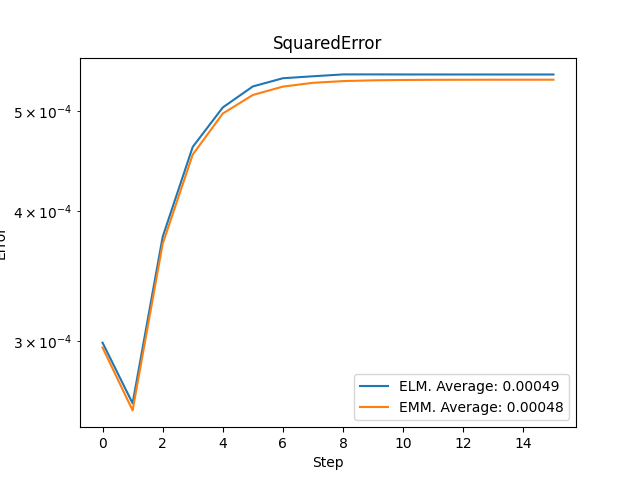 SquaredError
Error
5 × 10⁻⁴
4 × 10⁻⁴
3 × 10⁻⁴
ELM. Average: 0.00049
EMM. Average: 0.00048
0 2 4 6 8 10 12 14
Step